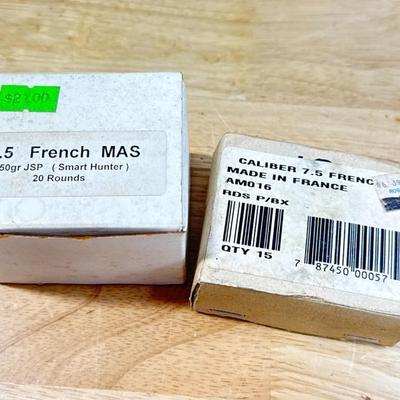 $27.00
.5 French MAS
50gr JSP ( Smart Hunter )
20 Rounds
CALIBER 7.5 FRENC
MADE IN FRANCE
AM016
RDS P/BX
QTY 15
7 87450 00057